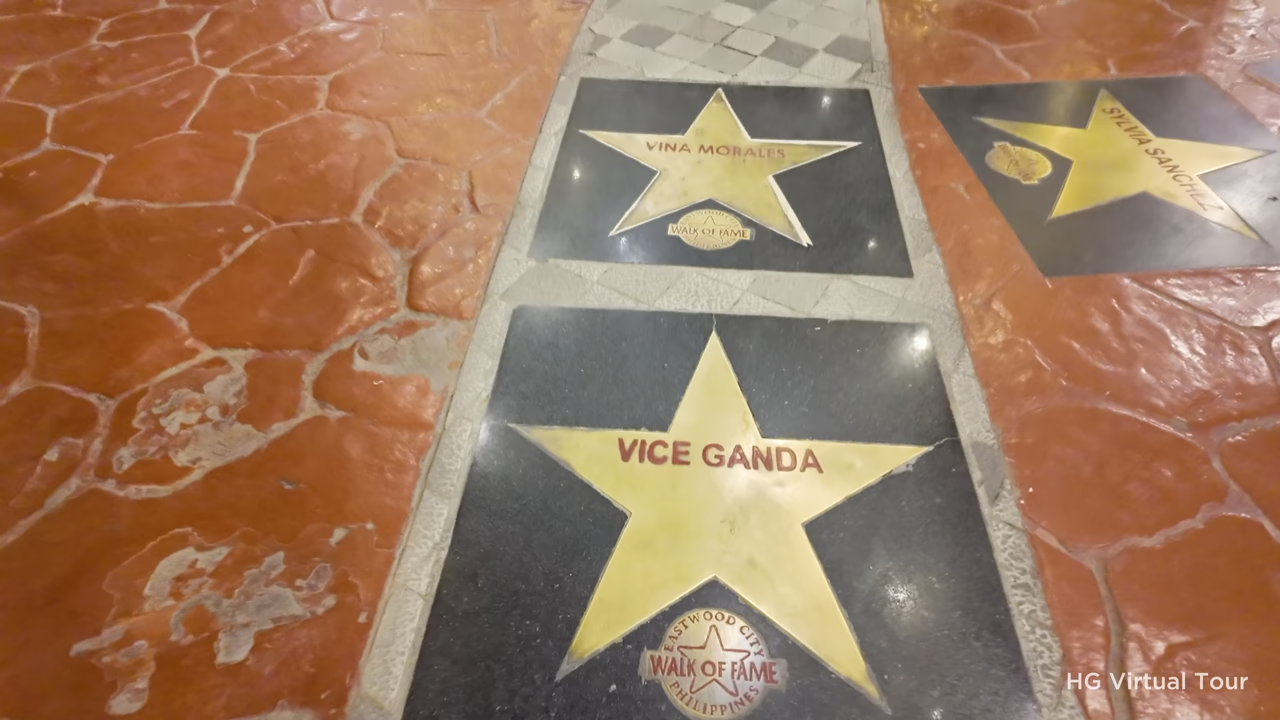 VINA MORALES
WALK OF FAME
SYLVIA SANCHEZ
VICE GANDA
EASTWOOD CITY
WALK OF FAME
PHILIPPINES
HG Virtual Tour